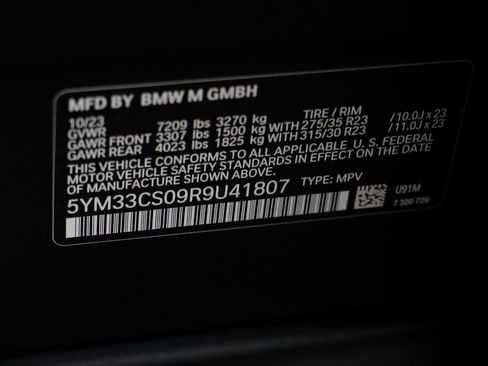 MFD BY BMW M GMBH
10/23 TIRE / RIM
GVWR 7209 lbs 3270 kg
GAWR FRONT 3307 lbs 1500 kg WITH 275/35 R23 / 10.0J x 23
GAWR REAR 4023 lbs 1825 kg WITH 315/30 R23 / 11.0J x 23
THIS VEHICLE CONFORMS TO ALL APPLICABLE U.S. FEDERAL
MOTOR VEHICLE SAFETY STANDARDS IN EFFECT ON THE
DATE OF MANUFACTURE SHOWN ABOVE.
5YM33CS09R9U41807 TYPE: MPV U91M
7 320 729